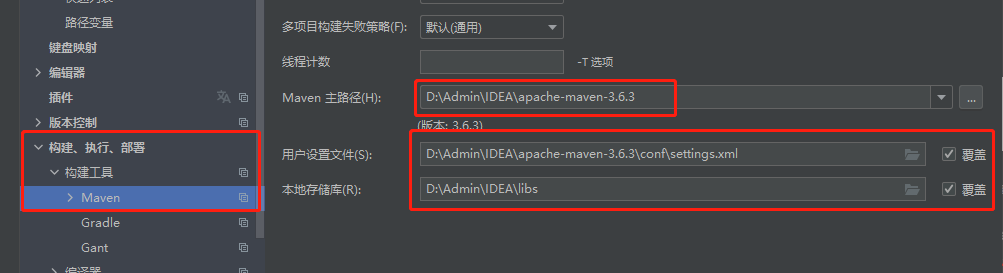 路径变量
键盘映射
编辑器
插件
版本控制
构建、执行、部署
构建工具
Maven
Gradle
Gant
多项目构建失败策略(F):
默认(通用)
线程计数
-T 选项
Maven 主路径(H):
D:\Admin\IDEA\apache-maven-3.6.3
...
(版本: 3.6.3)
用户设置文件(S):
D:\Admin\IDEA\apache-maven-3.6.3\conf\settings.xml
覆盖
本地存储库(R):
D:\Admin\IDEA\libs
覆盖